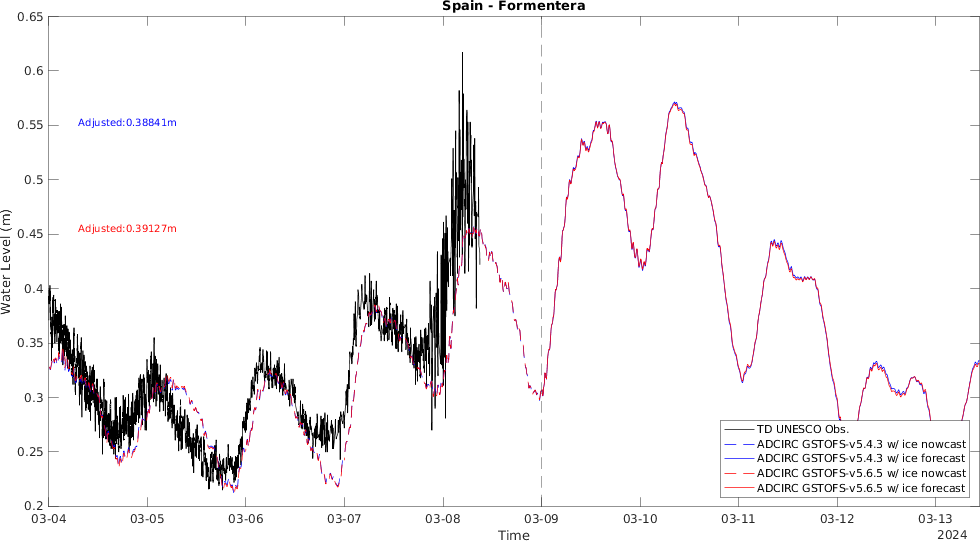 Spain - Formentera
0.65
0.6
0.55
0.5
0.45
0.4
0.35
0.3
0.25
0.2
Water Level (m)
Adjusted:0.38841m
Adjusted:0.39127m
TD UNESCO Obs.
ADCIRC GSTOFS-v5.4.3 w/ ice nowcast
ADCIRC GSTOFS-v5.4.3 w/ ice forecast
ADCIRC GSTOFS-v5.6.5 w/ ice nowcast
ADCIRC GSTOFS-v5.6.5 w/ ice forecast
03-04 03-05 03-06 03-07 03-08 03-09 03-10 03-11 03-12 03-13
Time
2024